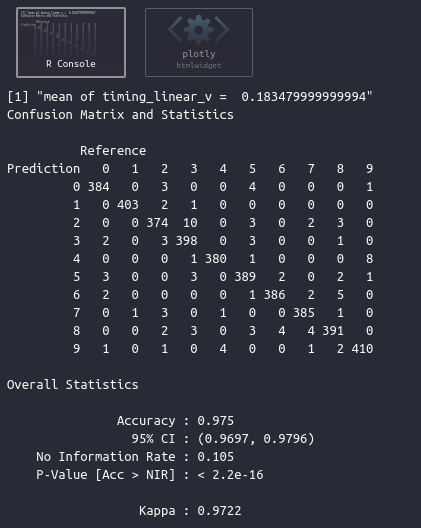 R Console
plotly
htmlwidget
[1] "mean of timing_linear_v =  0.183479999999994"
Confusion Matrix and Statistics
          Reference
Prediction   0   1   2   3   4   5   6   7   8   9
         0 384   0   3   0   0   4   0   0   0   1
         1   0 403   2   1   0   0   0   0   0   0
         2   0   0 374  10   0   3   0   2   3   0
         3   2   0   3 398   0   3   0   0   1   0
         4   0   0   0   1 380   1   0   0   0   8
         5   3   0   0   3   0 389   2   0   2   1
         6   2   0   0   0   0   1 386   2   5   0
         7   0   1   3   0   1   0   0 385   1   0
         8   0   0   2   3   0   3   4   4 391   0
         9   1   0   1   0   4   0   0   1   2 410
Overall Statistics
               Accuracy : 0.975
                 95% CI : (0.9697, 0.9796)
    No Information Rate : 0.105
    P-Value [Acc > NIR] : < 2.2e-16
                  Kappa : 0.9722